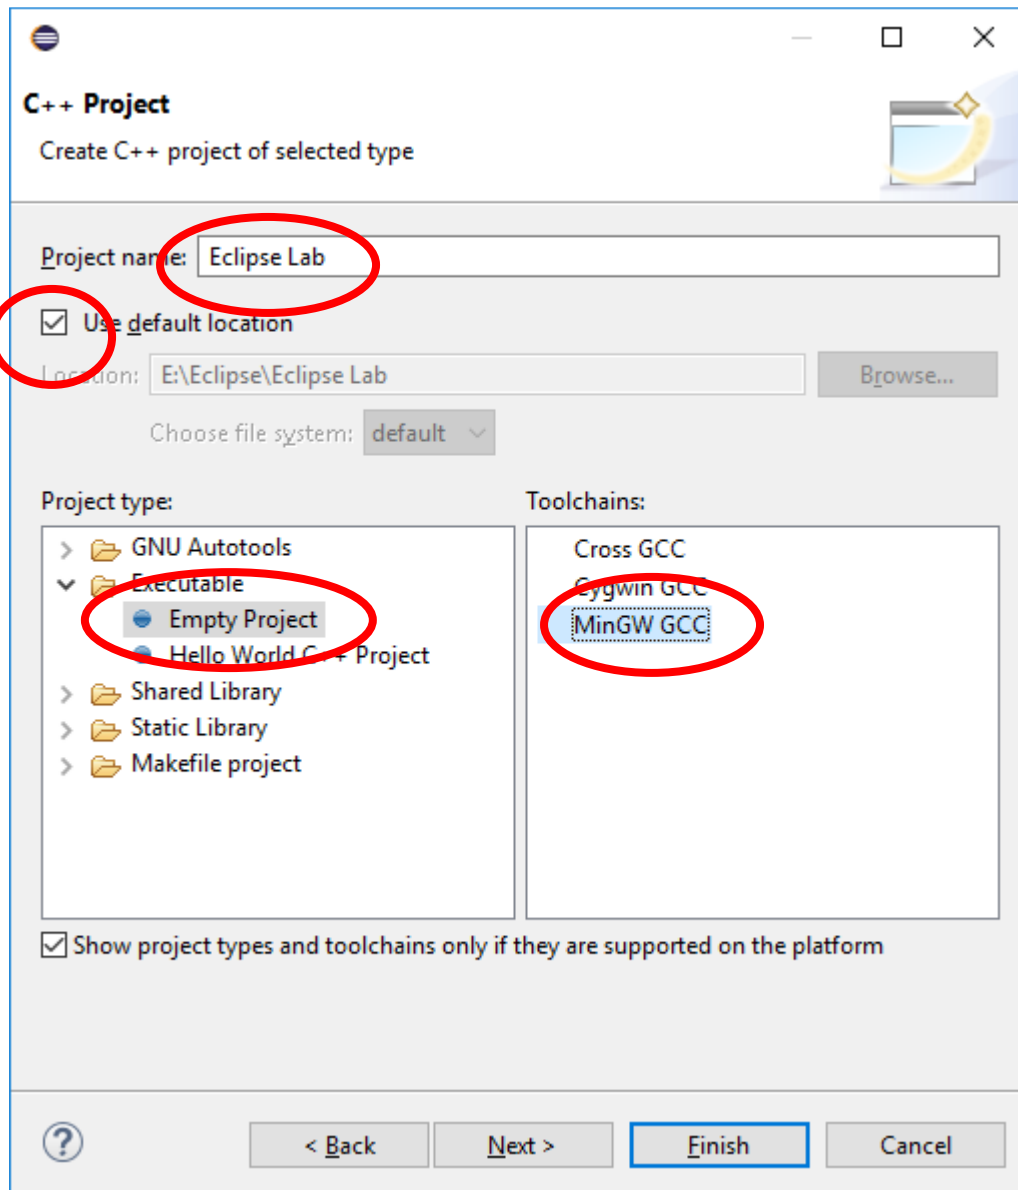 C++ Project
Create C++ project of selected type
Project name: Eclipse Lab
Use default location
Location: E:\Eclipse\Eclipse Lab Browse...
Choose file system: default
Project type: Toolchains:
GNU Autotools Cross GCC
Executable Cygwin GCC
Empty Project MinGW GCC
Hello World C++ Project
Shared Library
Static Library
Makefile project
Show project types and toolchains only if they are supported on the platform
? < Back Next > Finish Cancel